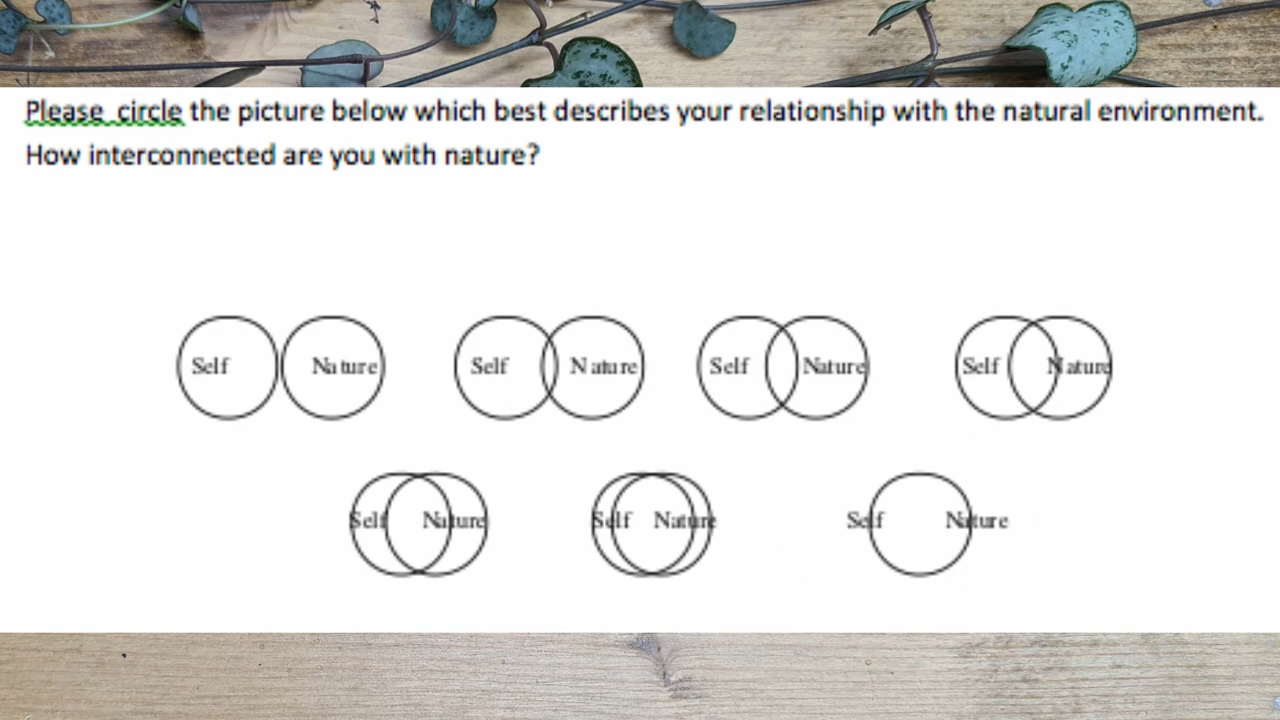 Please circle the picture below which best describes your relationship with the natural environment.
How interconnected are you with nature?
Self Nature Self Nature Self Nature Self Nature
Self Nature Self Nature Self Nature